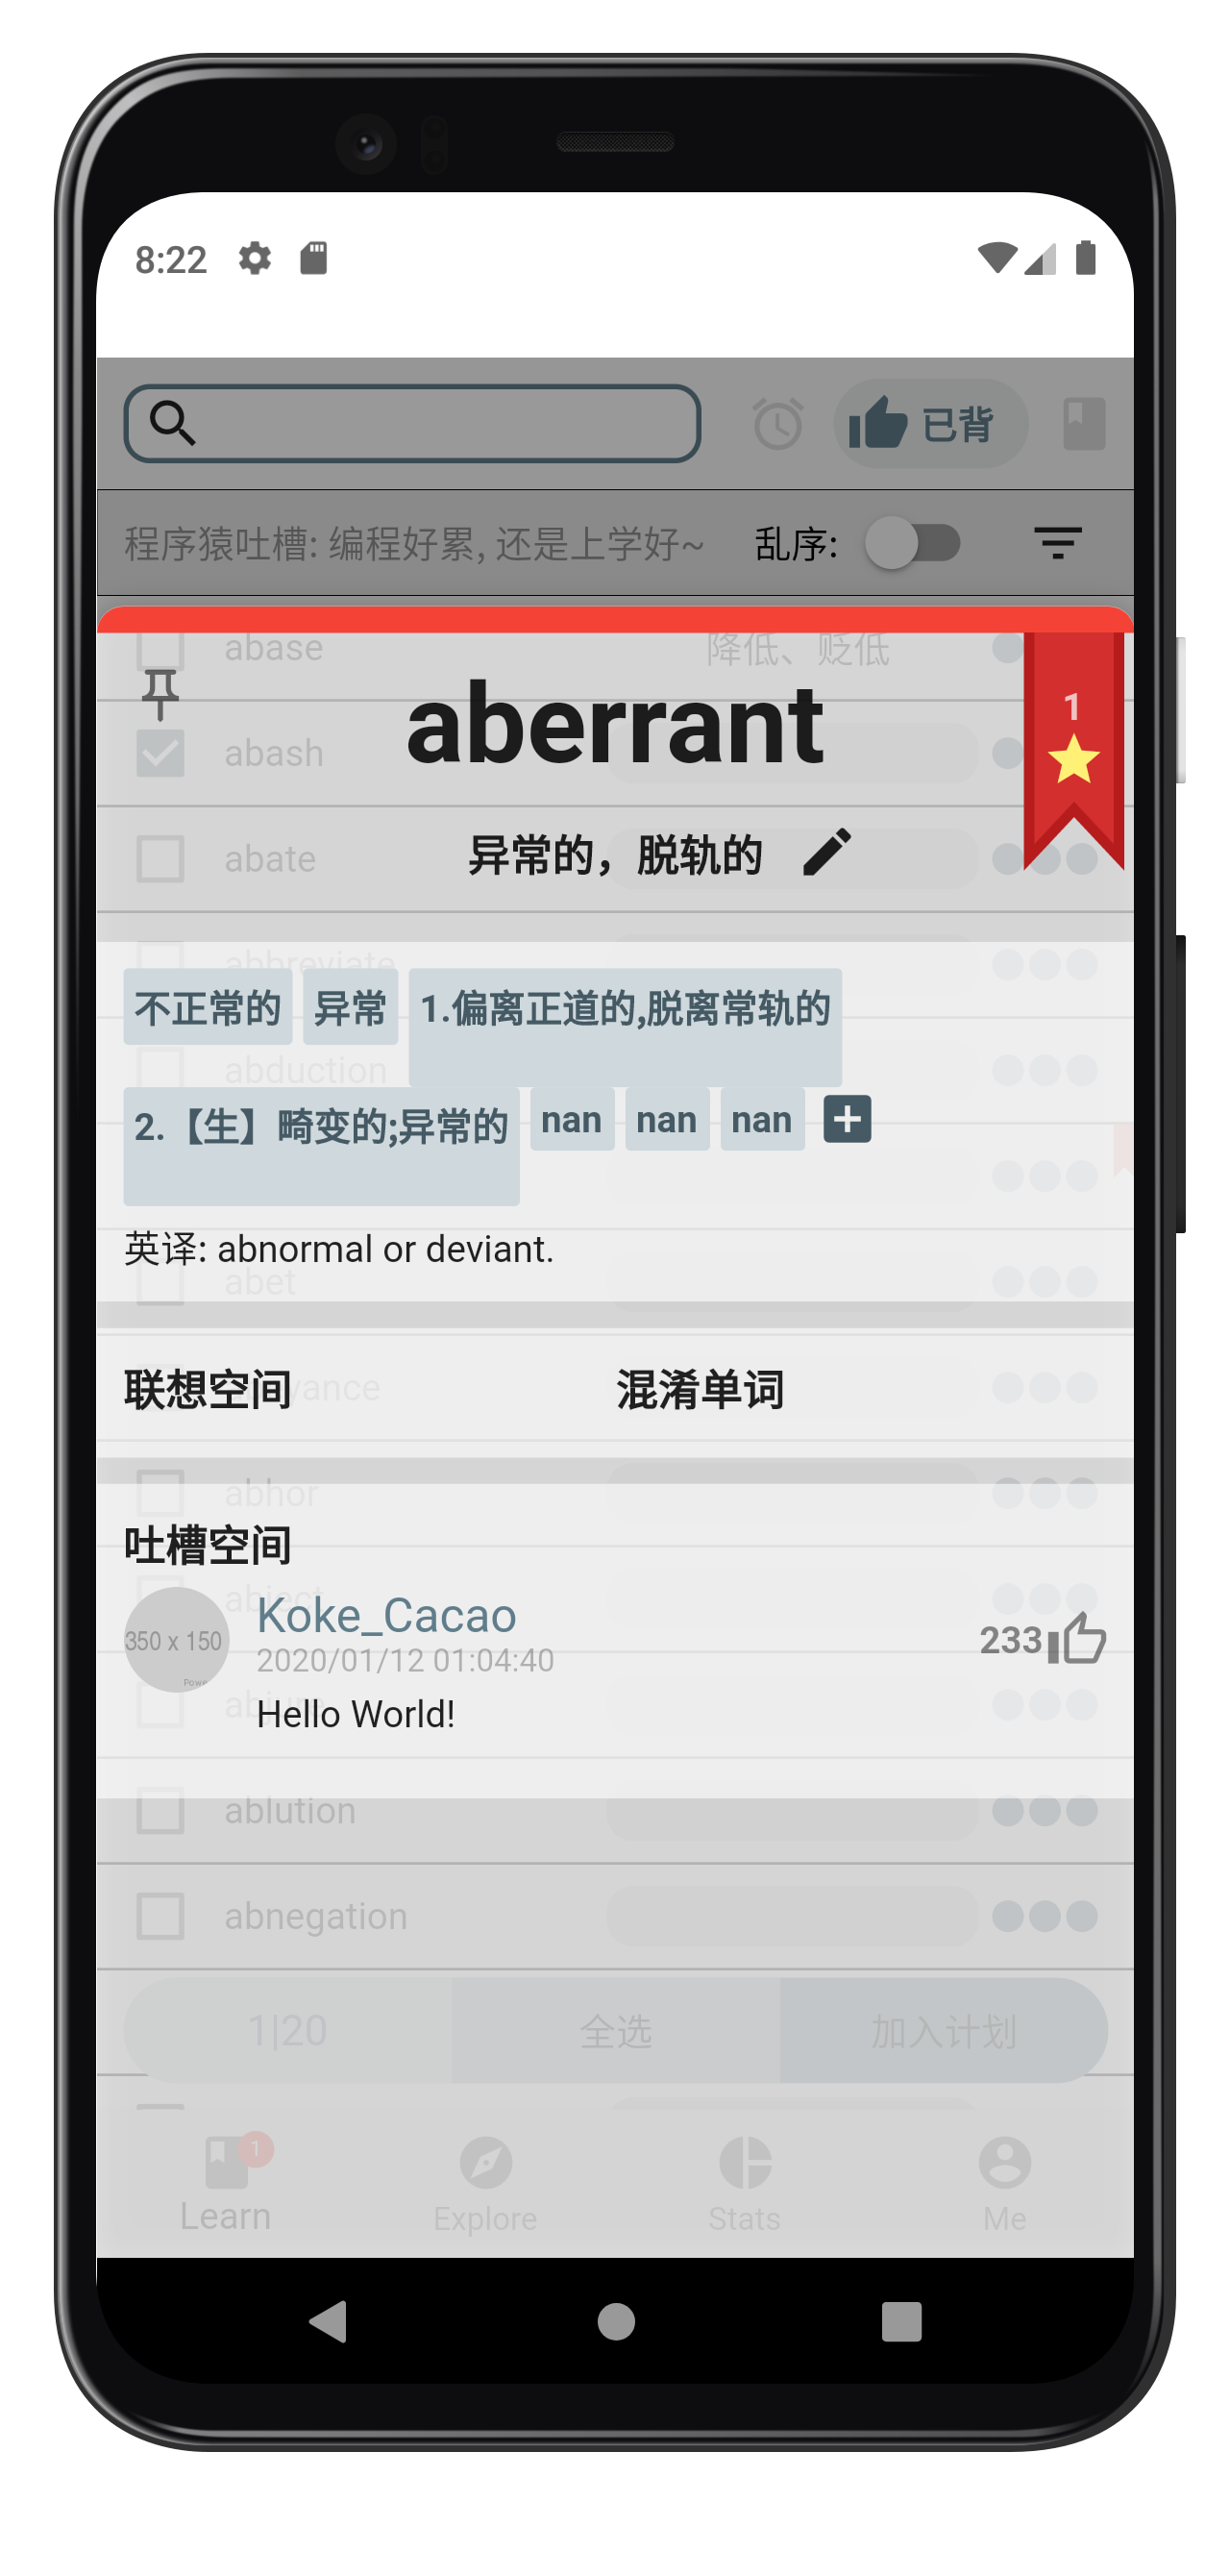 8:22
已背
程序猿吐槽: 编程好累, 还是上学好~ 乱序:
abase 降低、贬低
1
aberrant
abash
异常的，脱轨的
abate
abbreviate
不正常的 异常 1.偏离正道的,脱离常轨的
abduction
2.【生】畸变的;异常的 nan nan nan
英译: abnormal or deviant.
abet
联想空间 混淆单词
abhor
吐槽空间
abject
350 x 150 Koke_Cacao
233
2020/01/12 01:04:40
Hello World!
ablution
abnegation
1|20 全选 加入计划
1
Learn Explore Stats Me